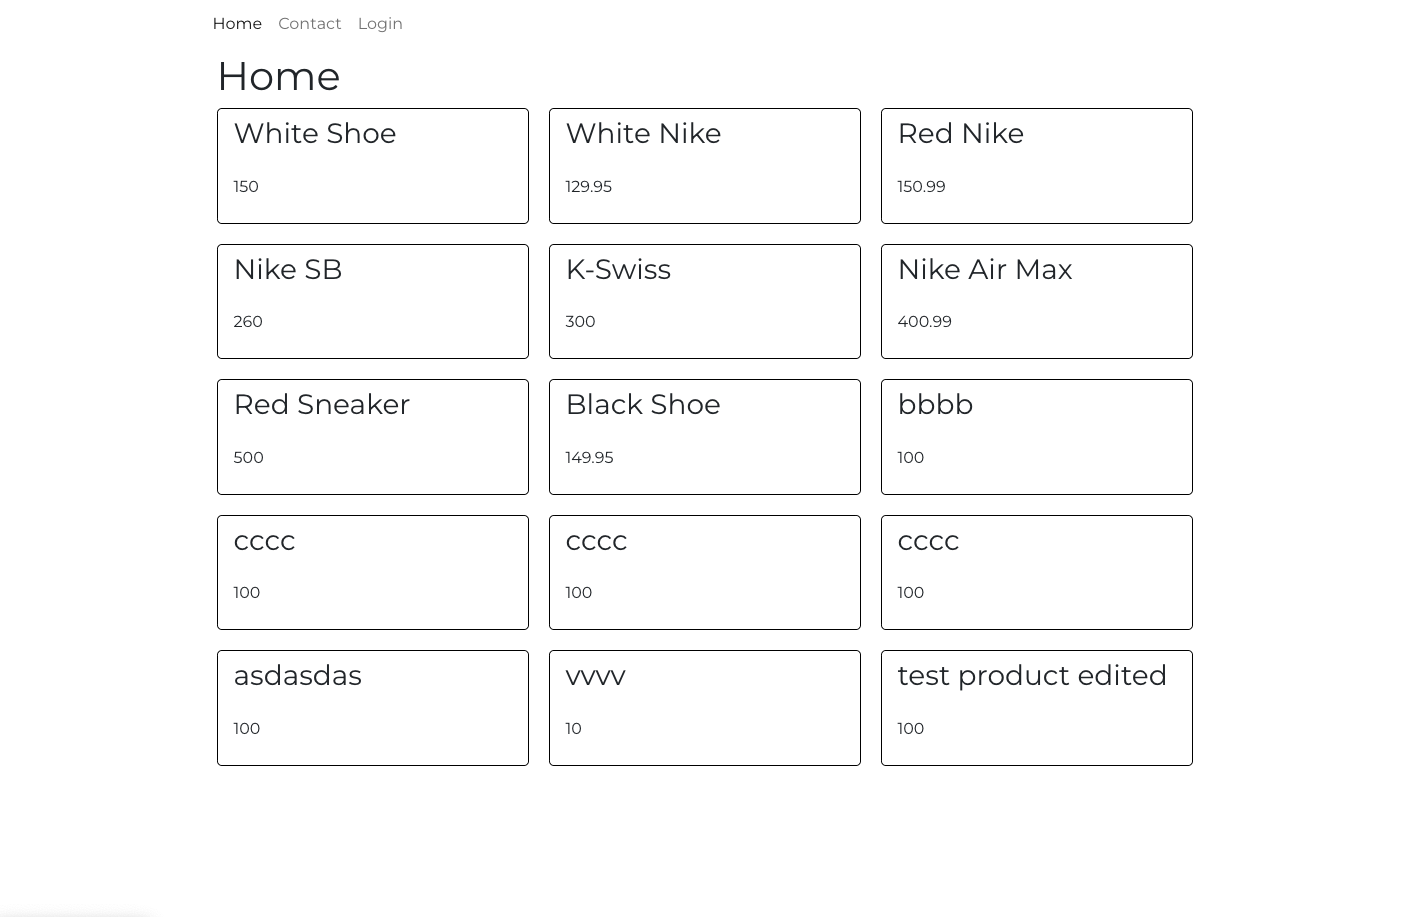 Home Contact Login
Home
White Shoe
150
White Nike
129.95
Red Nike
150.99
Nike SB
260
K-Swiss
300
Nike Air Max
400.99
Red Sneaker
500
Black Shoe
149.95
bbbb
100
cccc
100
cccc
100
cccc
100
asdasdas
100
vvvv
10
test product edited
100